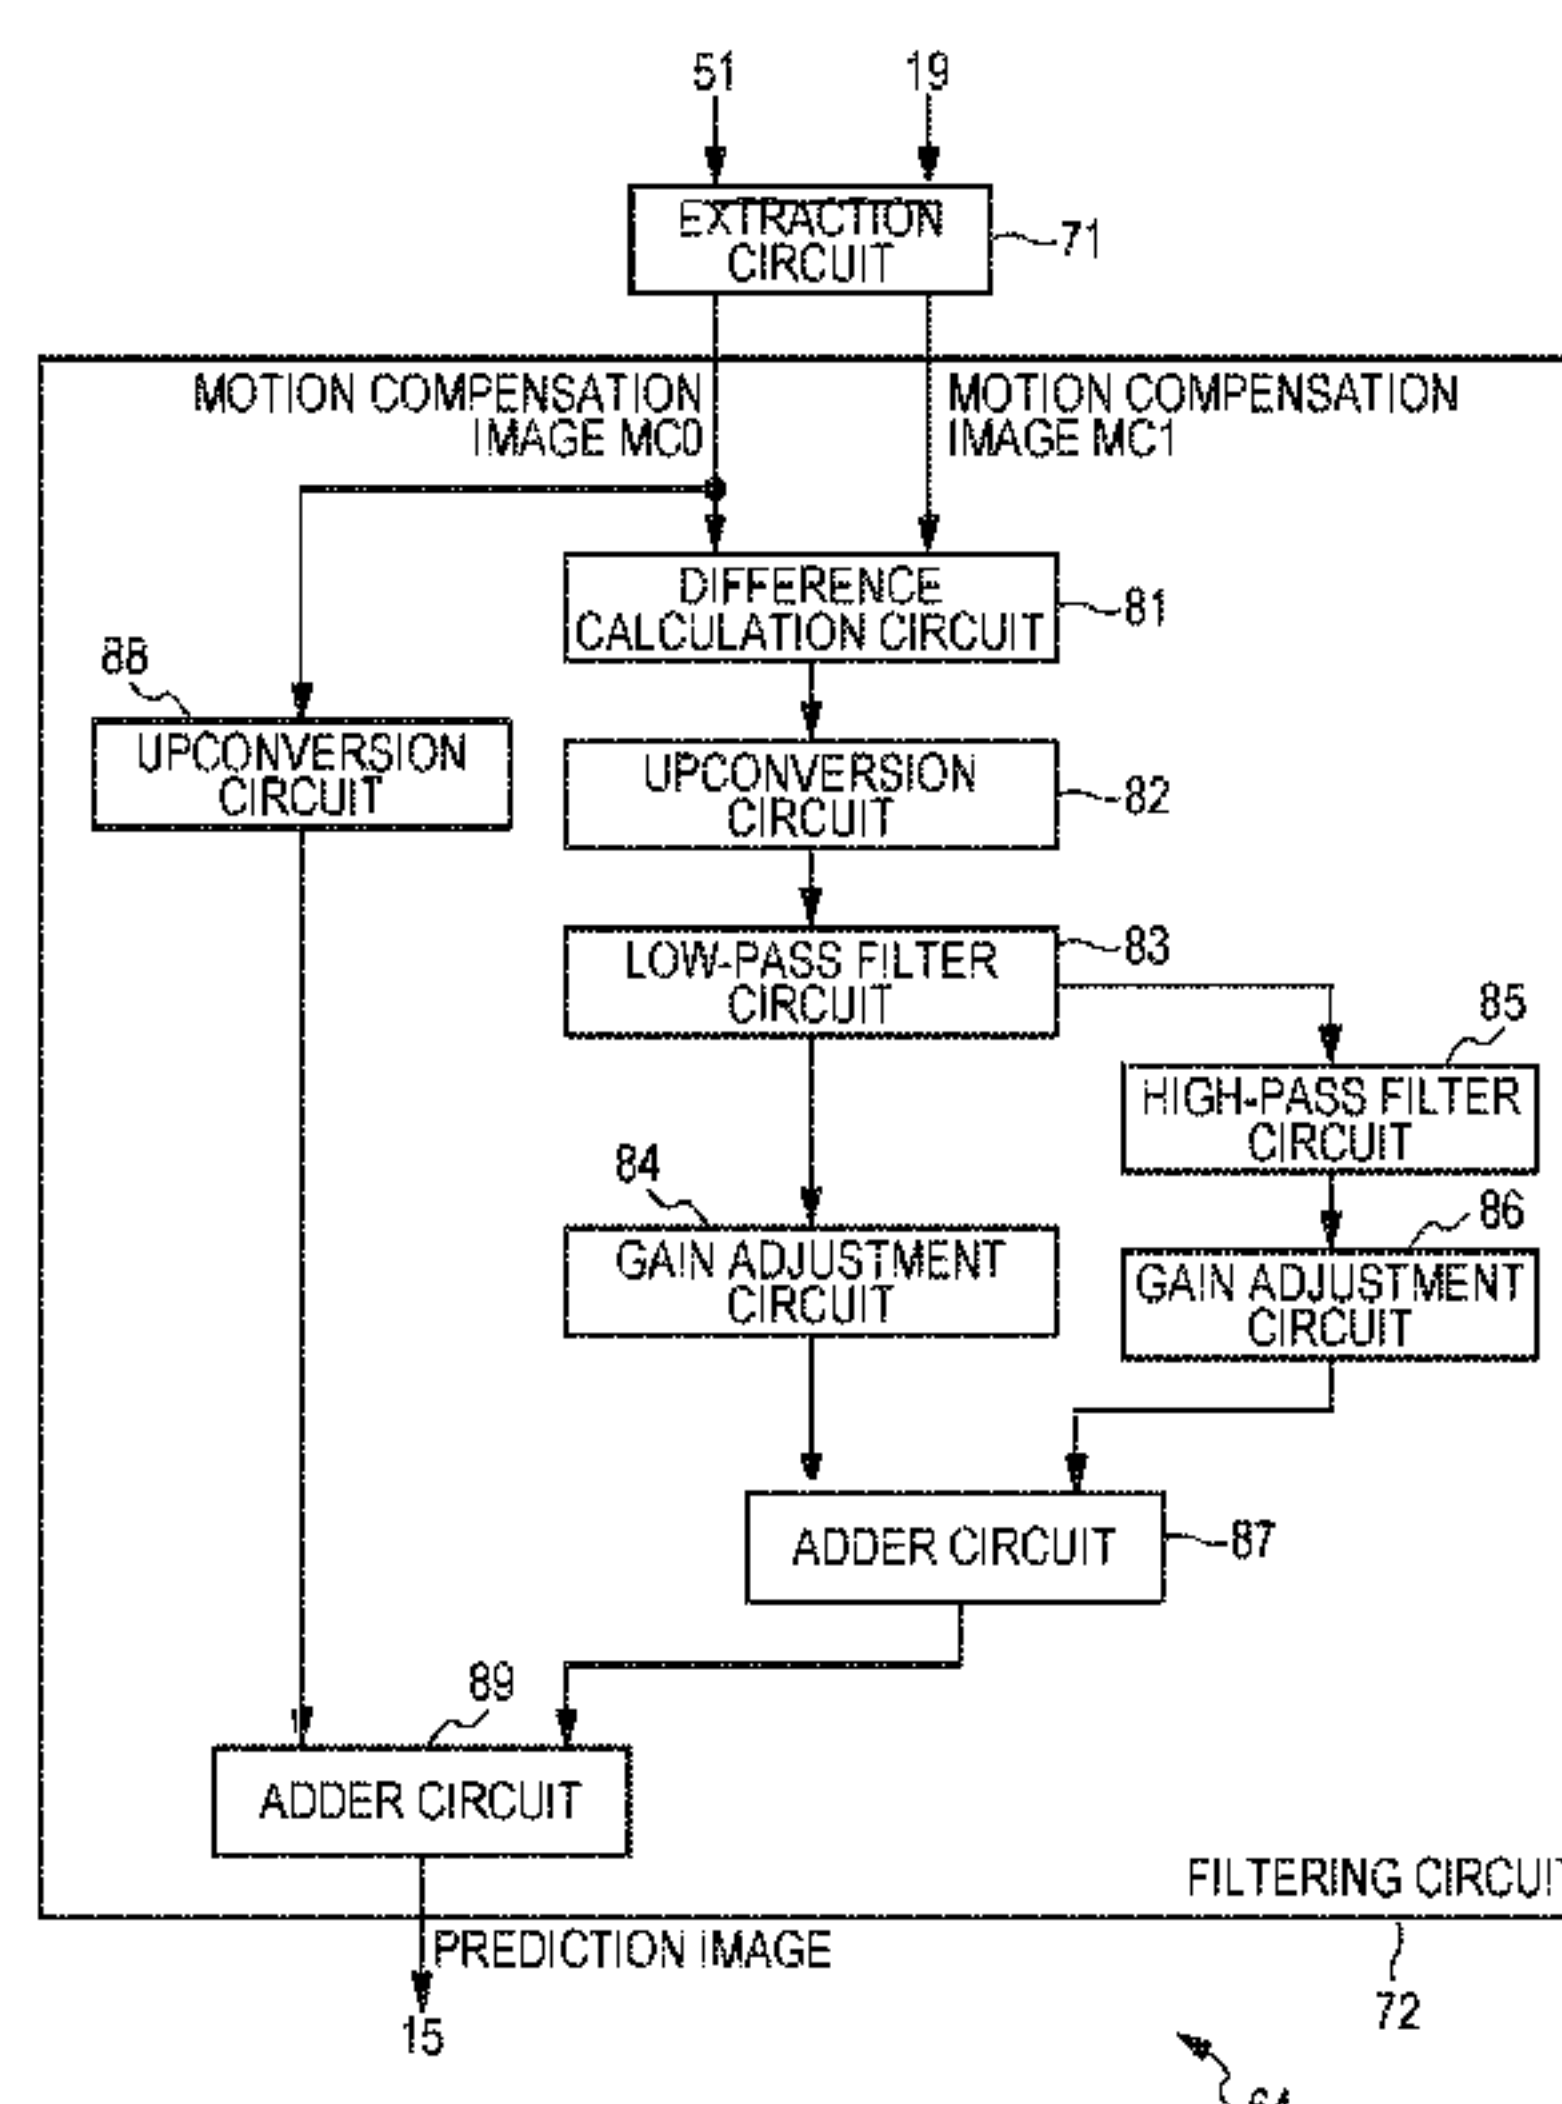 51
19
EXTRACTION
CIRCUIT
71
MOTION COMPENSATION
IMAGE MC0
MOTION COMPENSATION
IMAGE MC1
DIFFERENCE
CALCULATION CIRCUIT
81
88
UPCONVERSION
CIRCUIT
UPCONVERSION
CIRCUIT
82
LOW-PASS FILTER
CIRCUIT
83
85
HIGH-PASS FILTER
CIRCUIT
84
GAIN ADJUSTMENT
CIRCUIT
86
GAIN ADJUSTMENT
CIRCUIT
ADDER CIRCUIT
87
89
ADDER CIRCUIT
FILTERING CIRCUIT
PREDICTION IMAGE
15
72